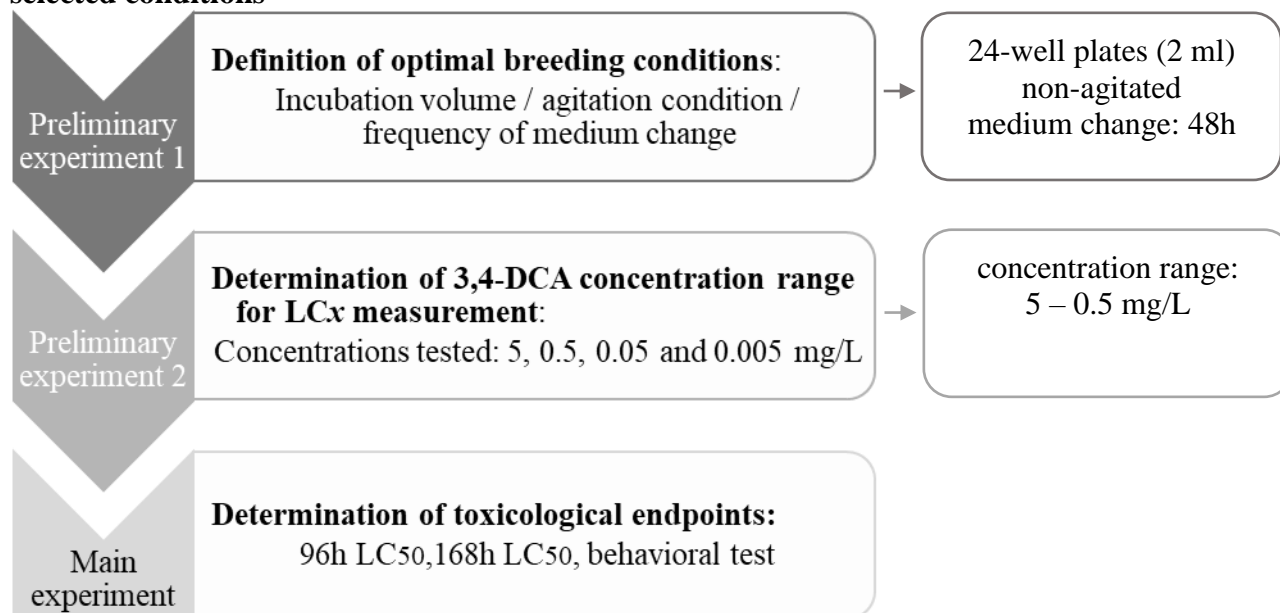 selected conditions
Preliminary
experiment 1
Definition of optimal breeding conditions:
Incubation volume / agitation condition /
frequency of medium change
24-well plates (2 ml)
non-agitated
medium change: 48h
Preliminary
experiment 2
Determination of 3,4-DCA concentration range
for LCx measurement:
Concentrations tested: 5, 0.5, 0.05 and 0.005 mg/L
concentration range:
5 – 0.5 mg/L
Main
experiment
Determination of toxicological endpoints:
96h LC50,168h LC50, behavioral test